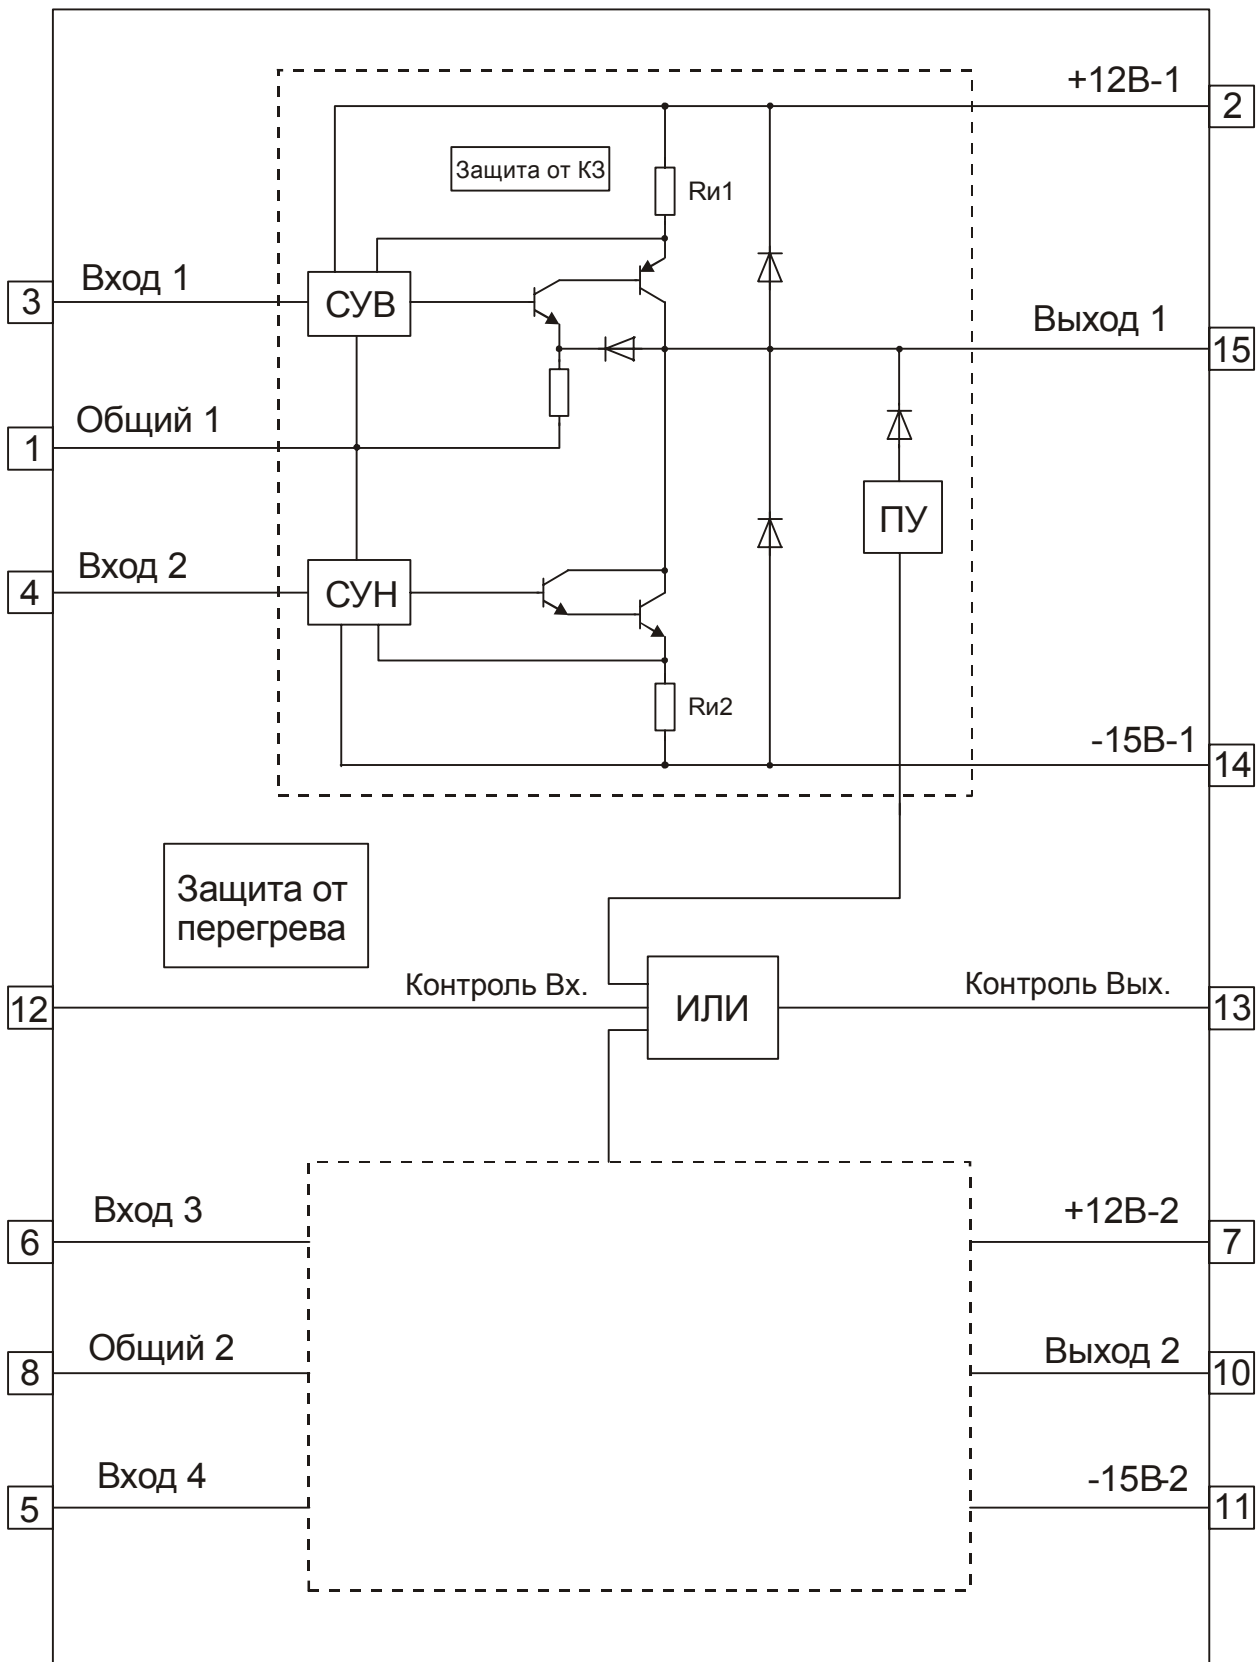 +12В-1
2
Защита от КЗ
Rи1
Вход 1
3
СУВ
Выход 1
15
Общий 1
1
ПУ
Вход 2
4
СУН
Rи2
-15В-1
14
Защита от
перегрева
Контроль Вх.
12
ИЛИ
Контроль Вых.
13
Вход 3
6
+12В-2
7
Общий 2
8
Выход 2
10
Вход 4
5
-15В-2
11